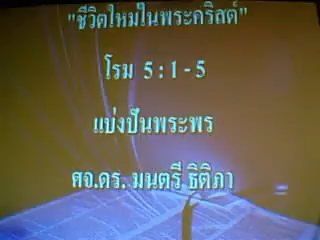 "ชีวิตใหม่ในพระคริสต์"
โรม 5 : 1 - 5
แบ่งปันพระพร
ศจ.ดร. มนตรี ธิติภา